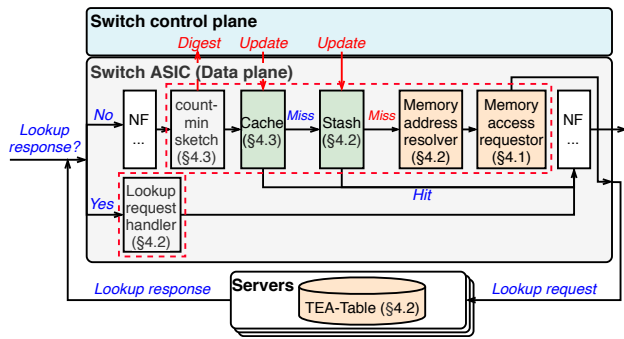 Switch control plane
Digest
Update
Update
Switch ASIC (Data plane)
No
NF
...
count-
min
sketch
(§4.3)
Cache
(§4.3)
Miss
Stash
(§4.2)
Miss
Memory
address
resolver
(§4.2)
Memory
access
requestor
(§4.1)
NF
...
Lookup
response?
Yes
Lookup
request
handler
(§4.2)
Hit
Lookup response
Servers
TEA-Table (§4.2)
Lookup request